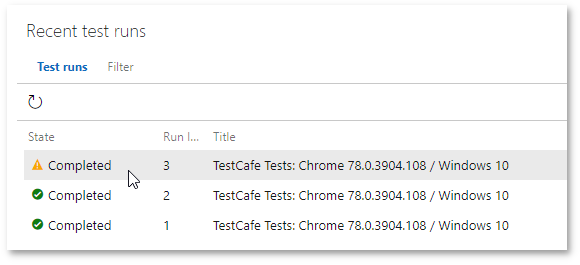 Recent test runs
Test runs Filter
State Run I... Title
Completed 3 TestCafe Tests: Chrome 78.0.3904.108 / Windows 10
Completed 2 TestCafe Tests: Chrome 78.0.3904.108 / Windows 10
Completed 1 TestCafe Tests: Chrome 78.0.3904.108 / Windows 10